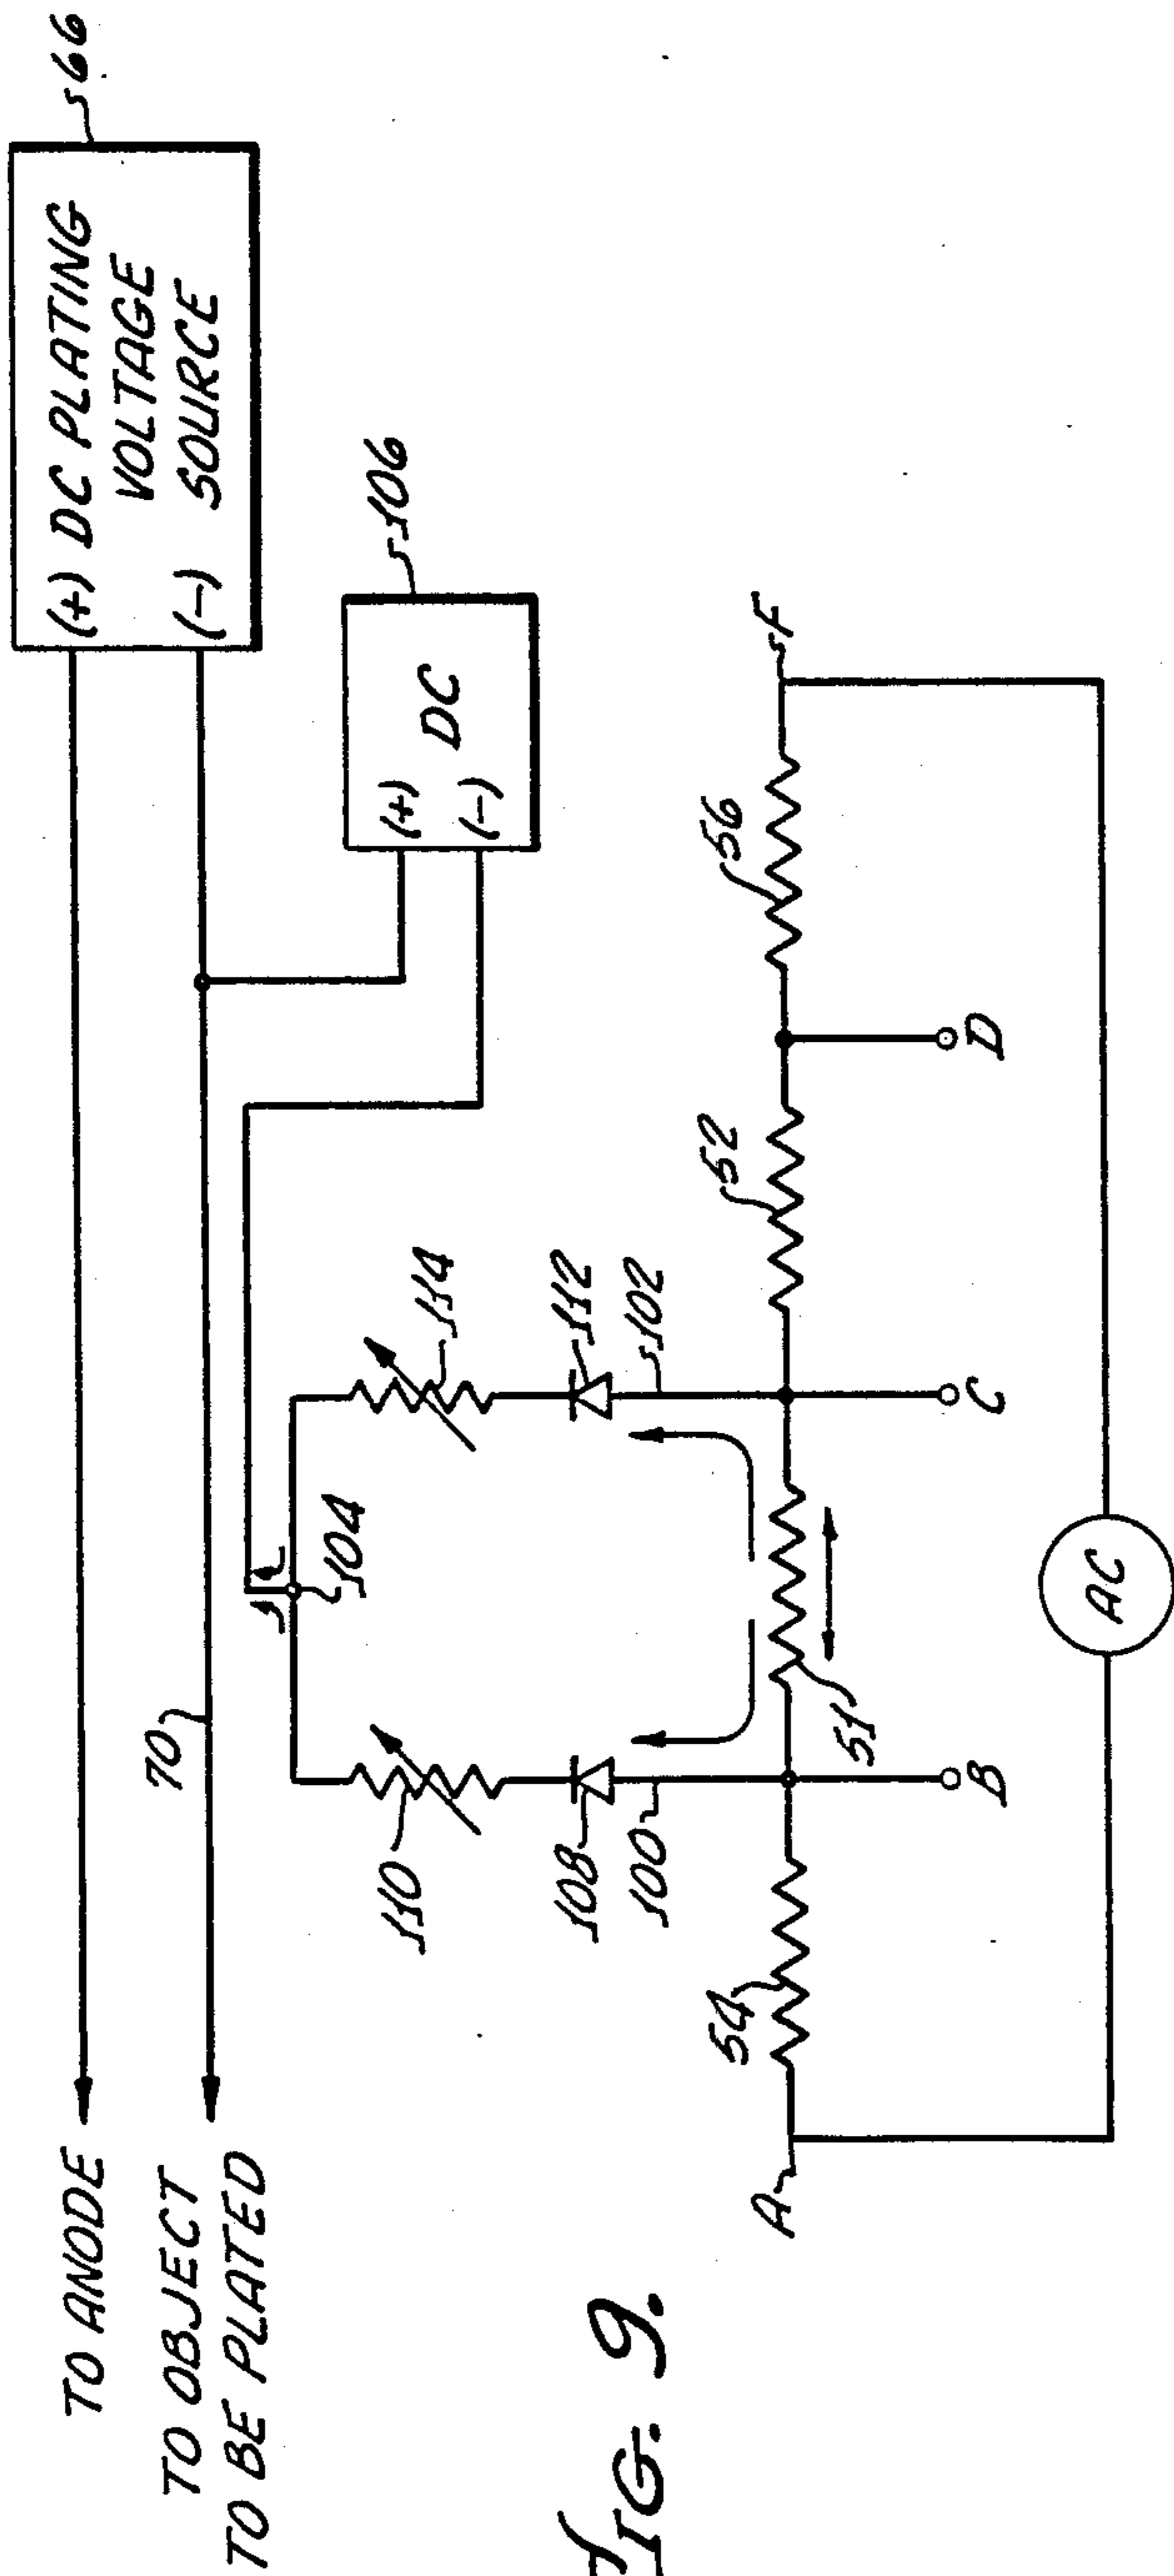 TO ANODE
TO OBJECT
TO BE PLATED
70
(+) DC PLATING
VOLTAGE
(-) SOURCE
66
(+)
DC
(-)
106
104
110
114
108
112
100
102
A
54
51
52
56
F
B
C
D
AC
FIG. 9.